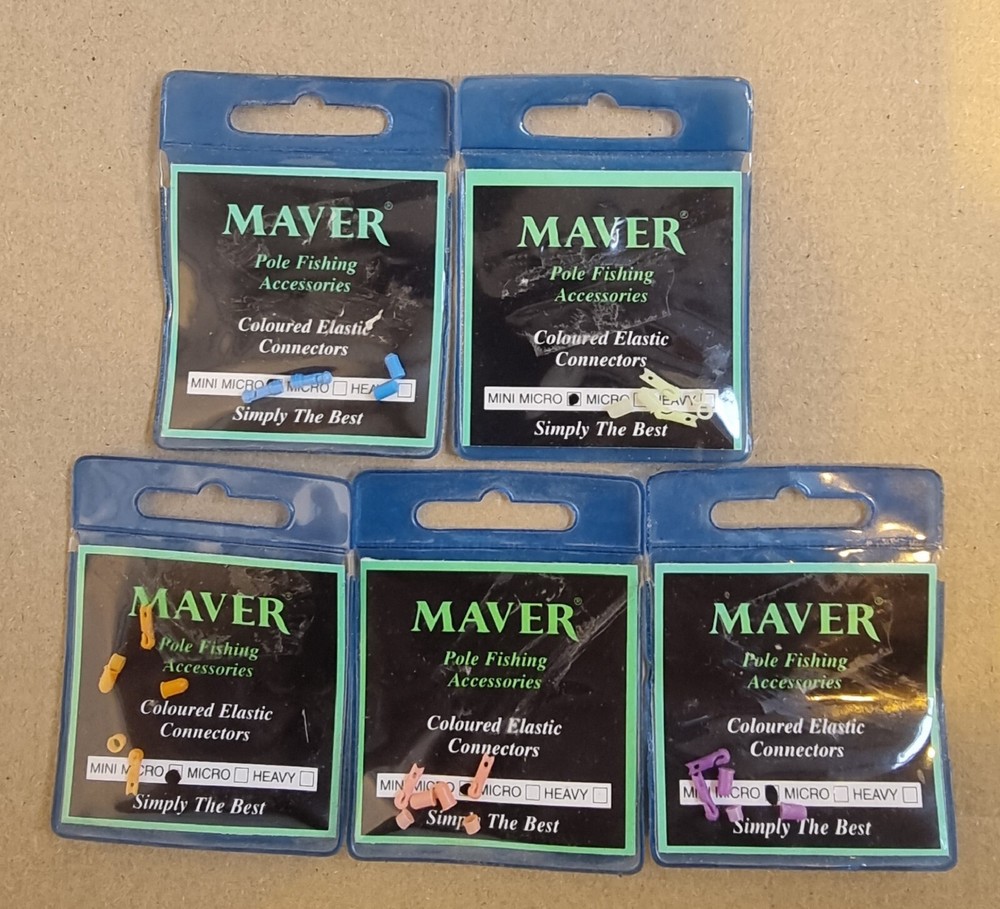 MAVER®
Pole Fishing
Accessories
Coloured Elastic
Connectors
MINI MICRO MICRO HEAVY
Simply The Best
MAVER®
Pole Fishing
Accessories
Coloured Elastic
Connectors
MINI MICRO MICRO HEAVY
Simply The Best
MAVER®
Pole Fishing
Accessories
Coloured Elastic
Connectors
MINI MICRO MICRO HEAVY
Simply The Best
MAVER®
Pole Fishing
Accessories
Coloured Elastic
Connectors
MINI MICRO MICRO HEAVY
Simply The Best
MAVER®
Pole Fishing
Accessories
Coloured Elastic
Connectors
MINI MICRO MICRO HEAVY
Simply The Best